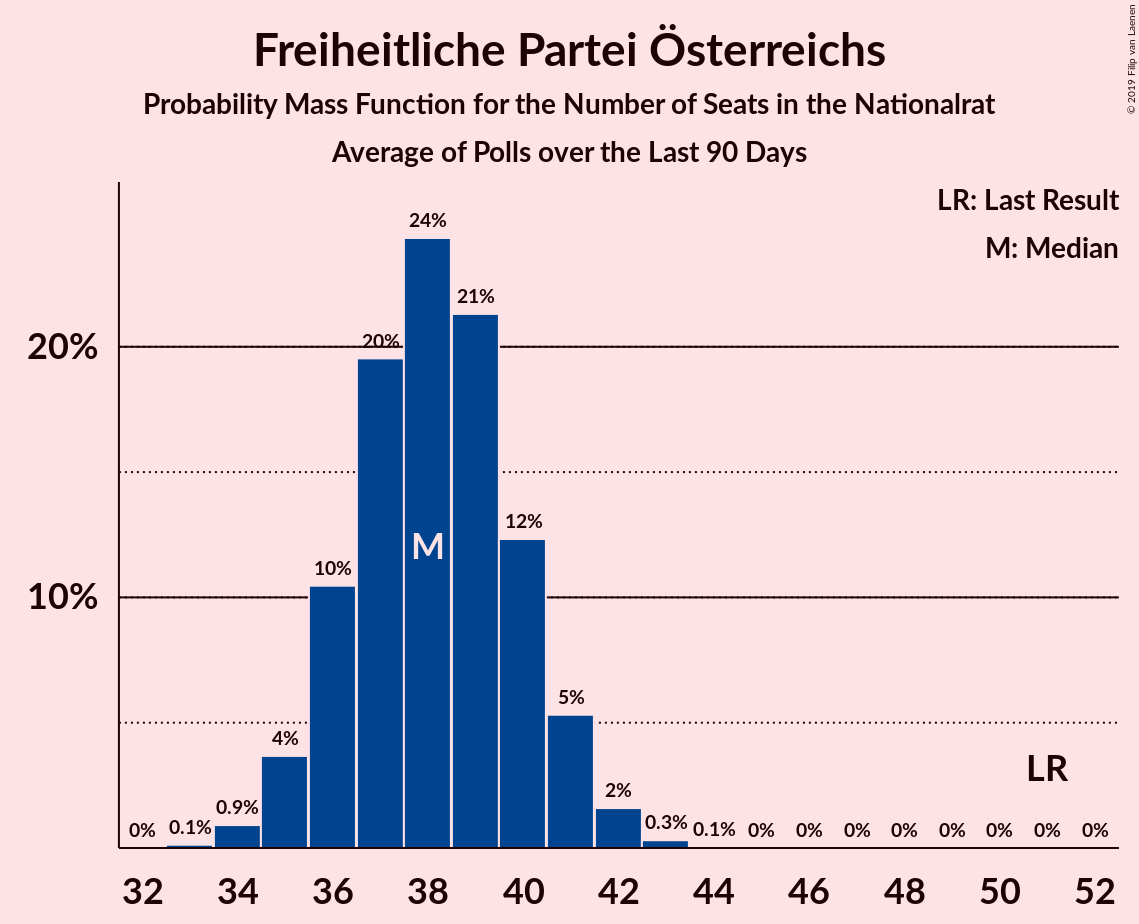 Freiheitliche Partei Österreichs
Probability Mass Function for the Number of Seats in the Nationalrat
Average of Polls over the Last 90 Days
© 2019 Filip van Laenen
LR: Last Result
M: Median
20%
10%
0%
0.1%
0.9%
4%
10%
20%
24%
21%
12%
5%
2%
0.3%
0.1%
0%
0%
0%
0%
0%
0%
0%
0%
M
LR
32 34 36 38 40 42 44 46 48 50 52